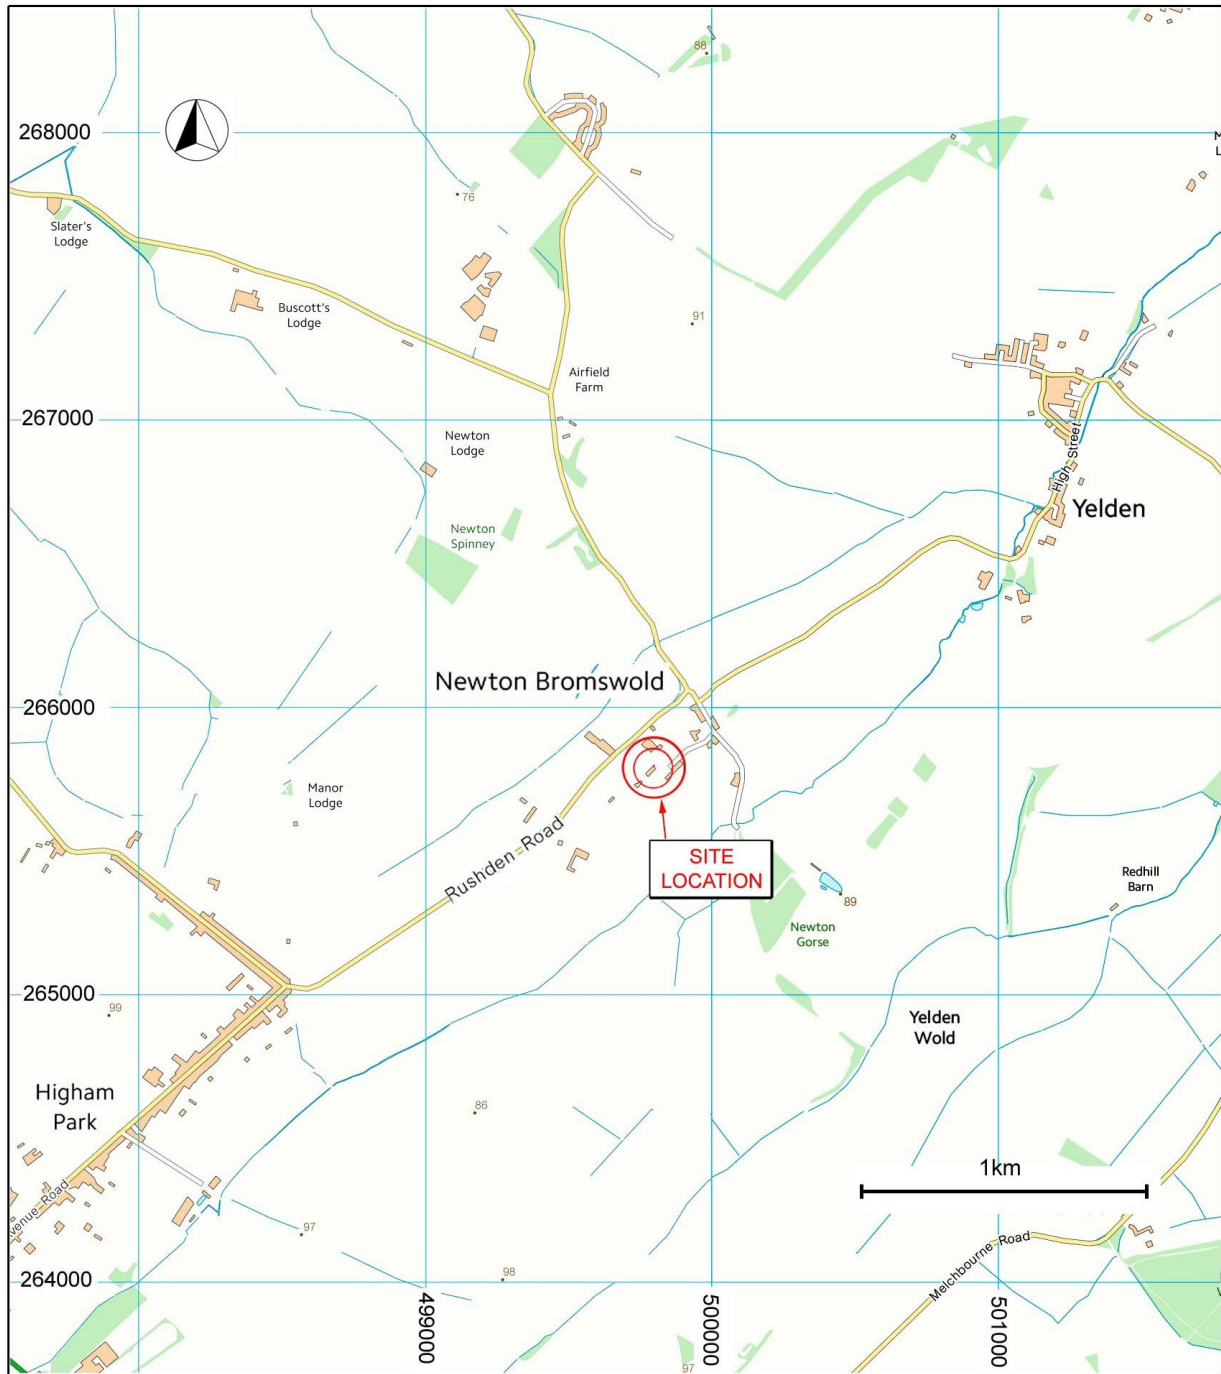 88
268000
76
Slater's
Lodge
Buscott's
Lodge
91
Airfield
Farm
267000
Newton
Lodge
High Street
Yelden
Newton
Spinney
Newton Bromswold
266000
Manor
Lodge
Rushden Road
SITE
LOCATION
Redhill
Barn
89
Newton
Gorse
265000
99
Yelden
Wold
Higham
Park
86
1km
venue Road
97
Melchbourne Road
98
264000
499000
500000
501000
97